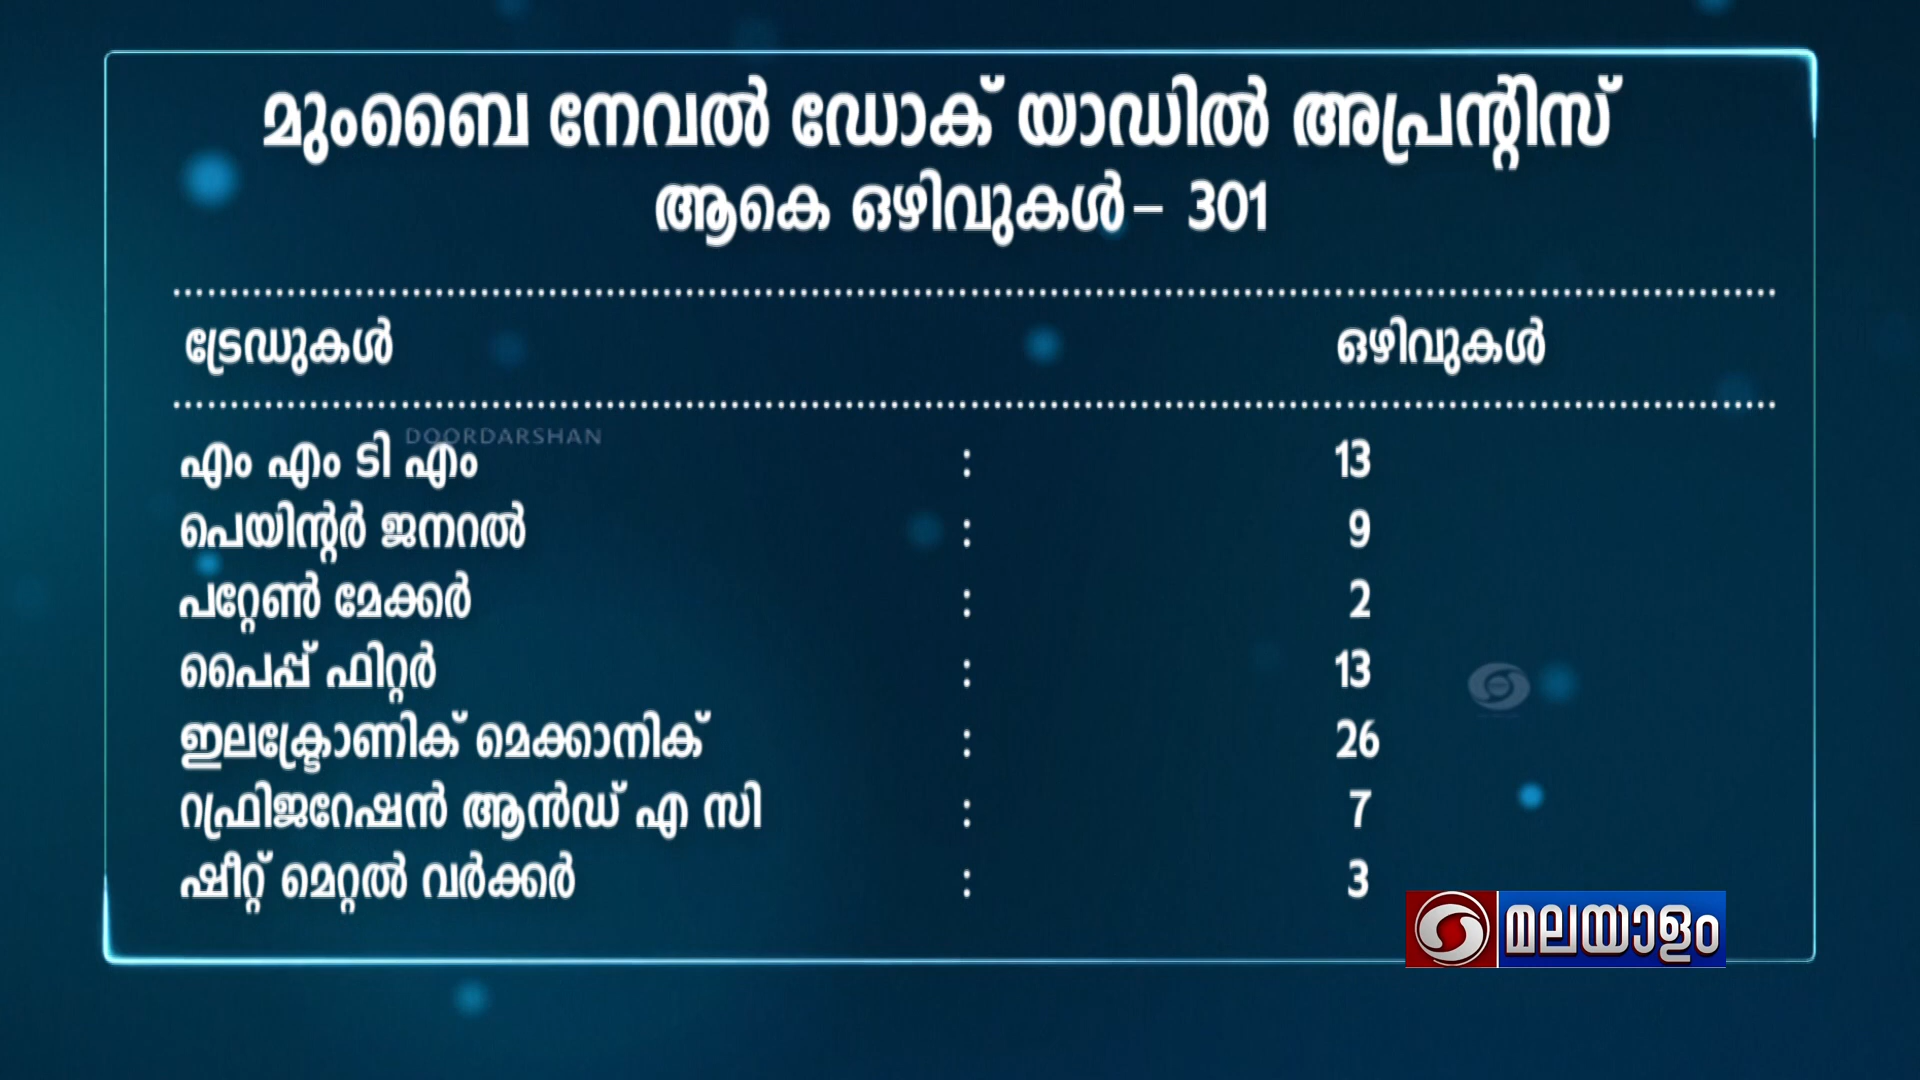 മുംബൈ നേവൽ ഡോക് യാഡിൽ അപ്രന്റിസ്
ആകെ ഒഴിവുകൾ – 301
ട്രേഡുകൾ ഒഴിവുകൾ
DOORDARSHAN
എം എം ടി എം : 13
പെയിന്റർ ജനറൽ : 9
പറ്റേൺ മേക്കർ : 2
പൈപ്പ് ഫിറ്റർ : 13
ഇലക്ട്രോണിക് മെക്കാനിക് : 26
റഫ്രിജറേഷൻ ആൻഡ് എ സി : 7
ഷീറ്റ് മെറ്റൽ വർക്കർ : 3
മലയാളം